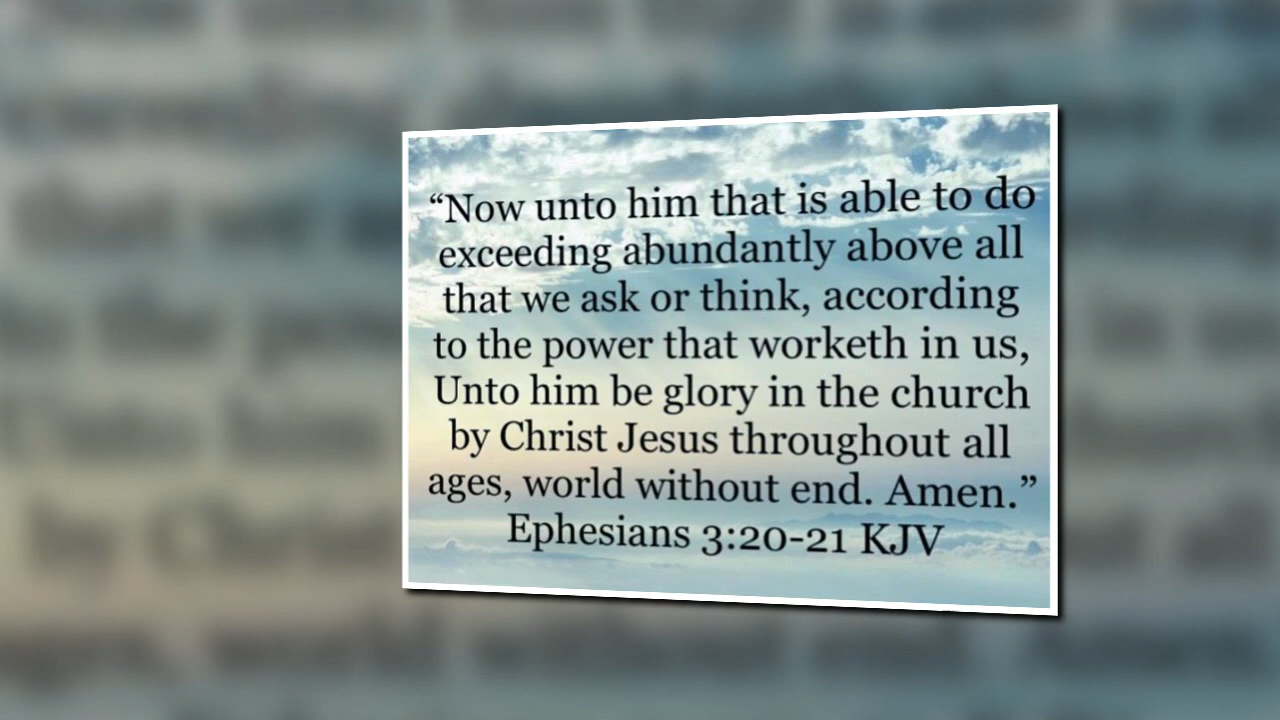 “Now unto him that is able to do
exceeding abundantly above all
that we ask or think, according
to the power that worketh in us,
Unto him be glory in the church
by Christ Jesus throughout all
ages, world without end. Amen.”
Ephesians 3:20-21 KJV